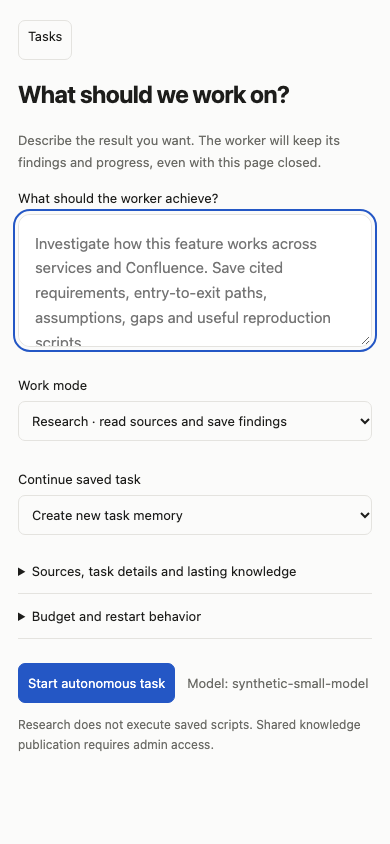 Tasks
What should we work on?
Describe the result you want. The worker will keep its
findings and progress, even with this page closed.
What should the worker achieve?
Investigate how this feature works across
services and Confluence. Save cited
requirements, entry-to-exit paths,
assumptions, gaps and useful reproduction
scripts
Work mode
Research · read sources and save findings
Continue saved task
Create new task memory
Sources, task details and lasting knowledge
Budget and restart behavior
Start autonomous task Model: synthetic-small-model
Research does not execute saved scripts. Shared knowledge
publication requires admin access.